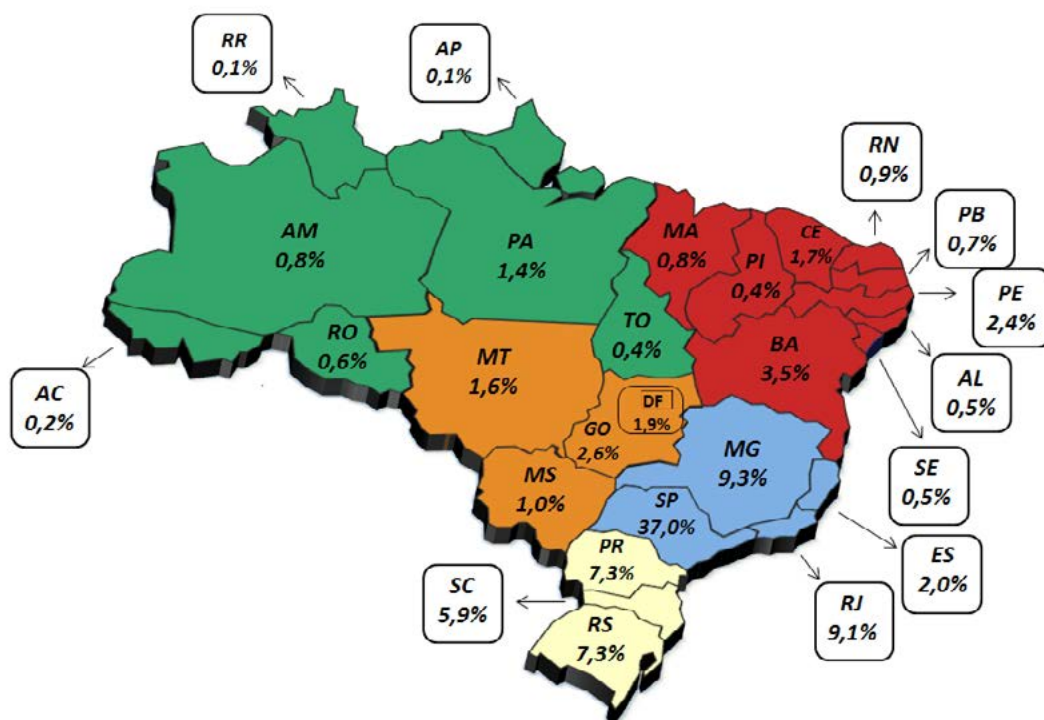 RR
0,1%
AP
0,1%
RN
0,9%
PB
0,7%
PE
2,4%
AM
0,8%
PA
1,4%
MA
0,8%
PI
0,4%
CE
1,7%
RO
0,6%
MT
1,6%
TO
0,4%
BA
3,5%
AL
0,5%
AC
0,2%
DF
1,9%
GO
2,6%
MG
9,3%
SE
0,5%
MS
1,0%
SP
37,0%
ES
2,0%
PR
7,3%
SC
5,9%
RJ
9,1%
RS
7,3%